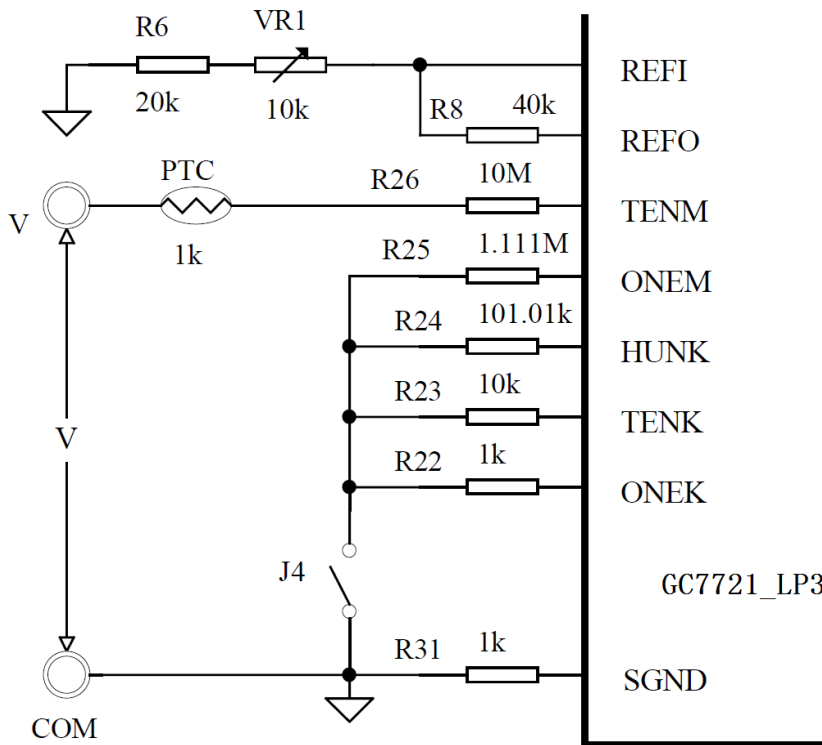 R6
VR1
REFI
20k
10k
R8
40k
REFO
PTC
R26
10M
V
TENM
1k
R25
1.111M
ONEM
R24
101.01k
HUNK
R23
10k
V
TENK
R22
1k
ONEK
J4
GC7721_LP3
R31
1k
SGND
COM